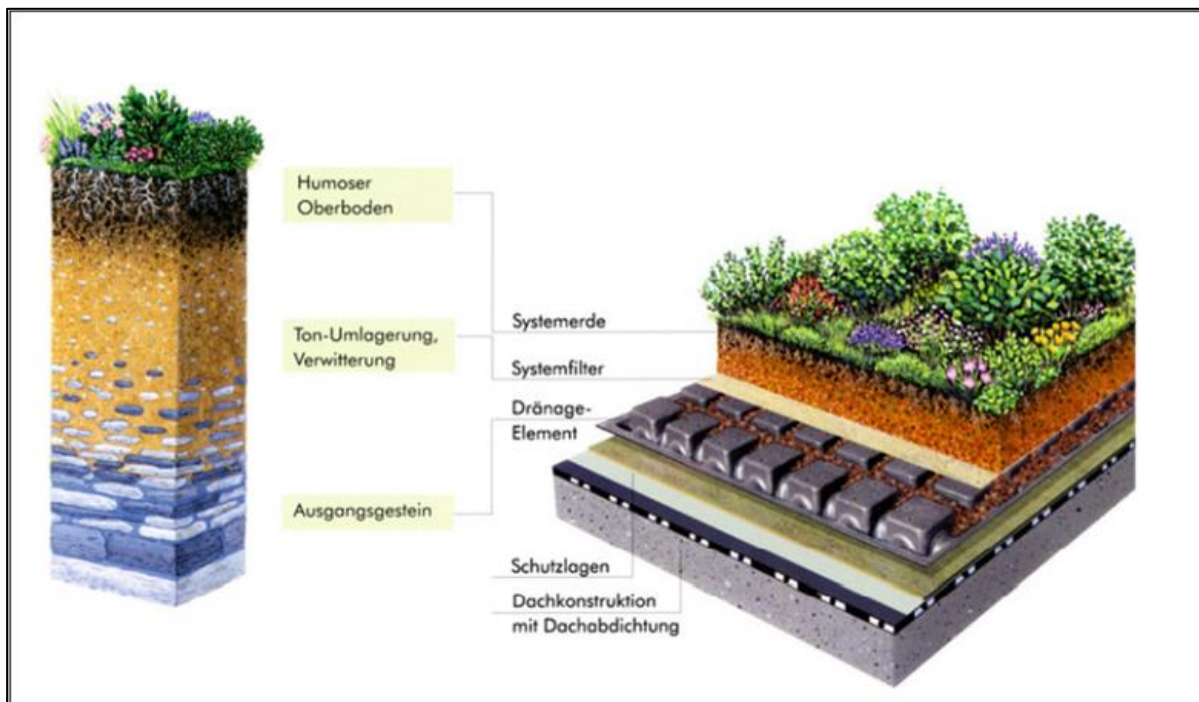 Humoser
Oberboden
Ton-Umlagerung,
Verwitterung
Ausgangsgestein
Systemerde
Systemfilter
Dränage-
Element
Schutzlagen
Dachkonstruktion
mit Dachabdichtung